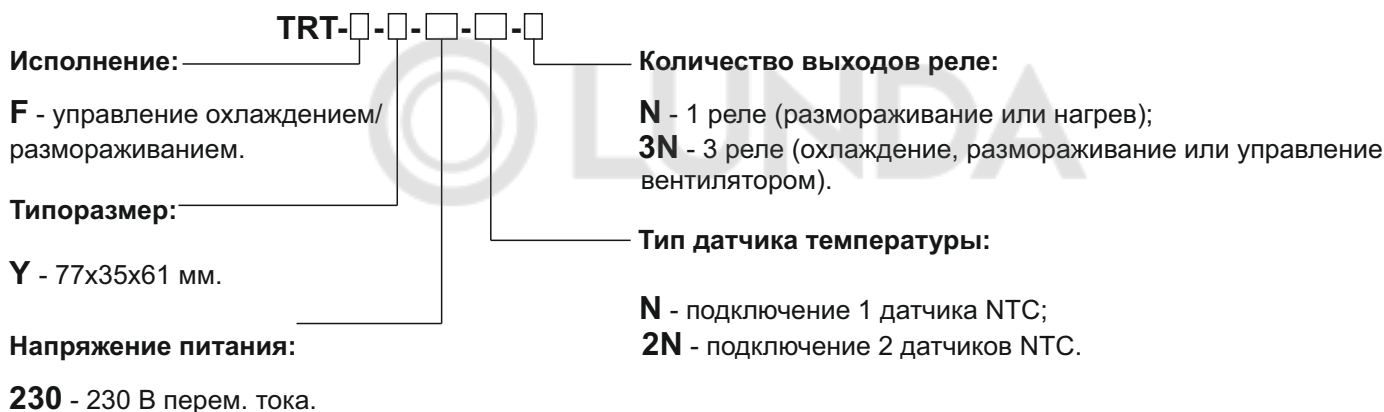 TRT-□-□-□-□-□
Исполнение:
F - управление охлаждением/
размораживанием.
Типоразмер:
Y - 77x35x61 мм.
Напряжение питания:
230 - 230 В перем. тока.
Количество выходов реле:
N - 1 реле (размораживание или нагрев);
3N - 3 реле (охлаждение, размораживание или управление
вентилятором).
Тип датчика температуры:
N - подключение 1 датчика NTC;
2N - подключение 2 датчиков NTC.
LUNDA